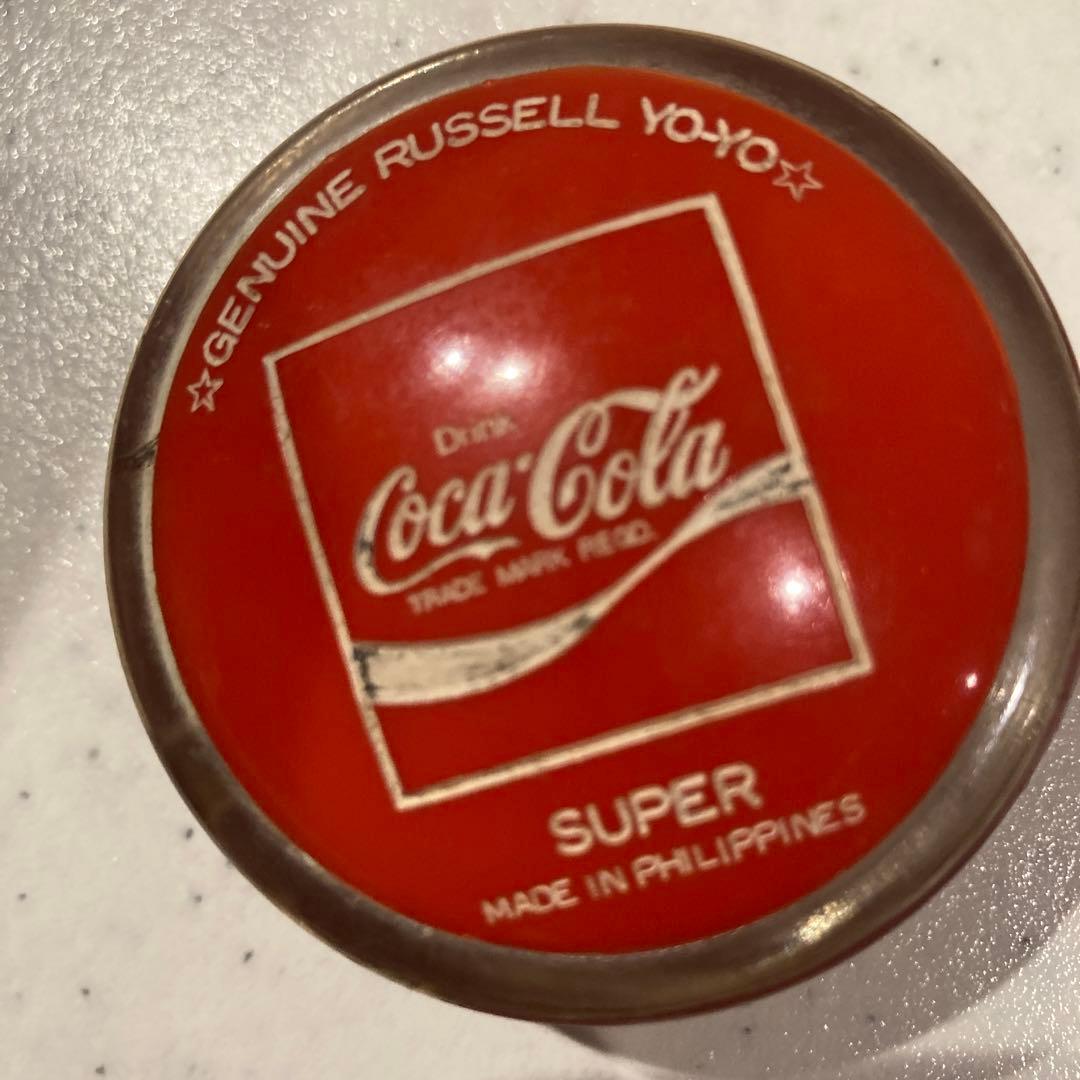 ☆GENUINE RUSSELL YO-YO☆
Drink
Coca-Cola
TRADE MARK REGD.
SUPER
MADE IN PHILIPPINES